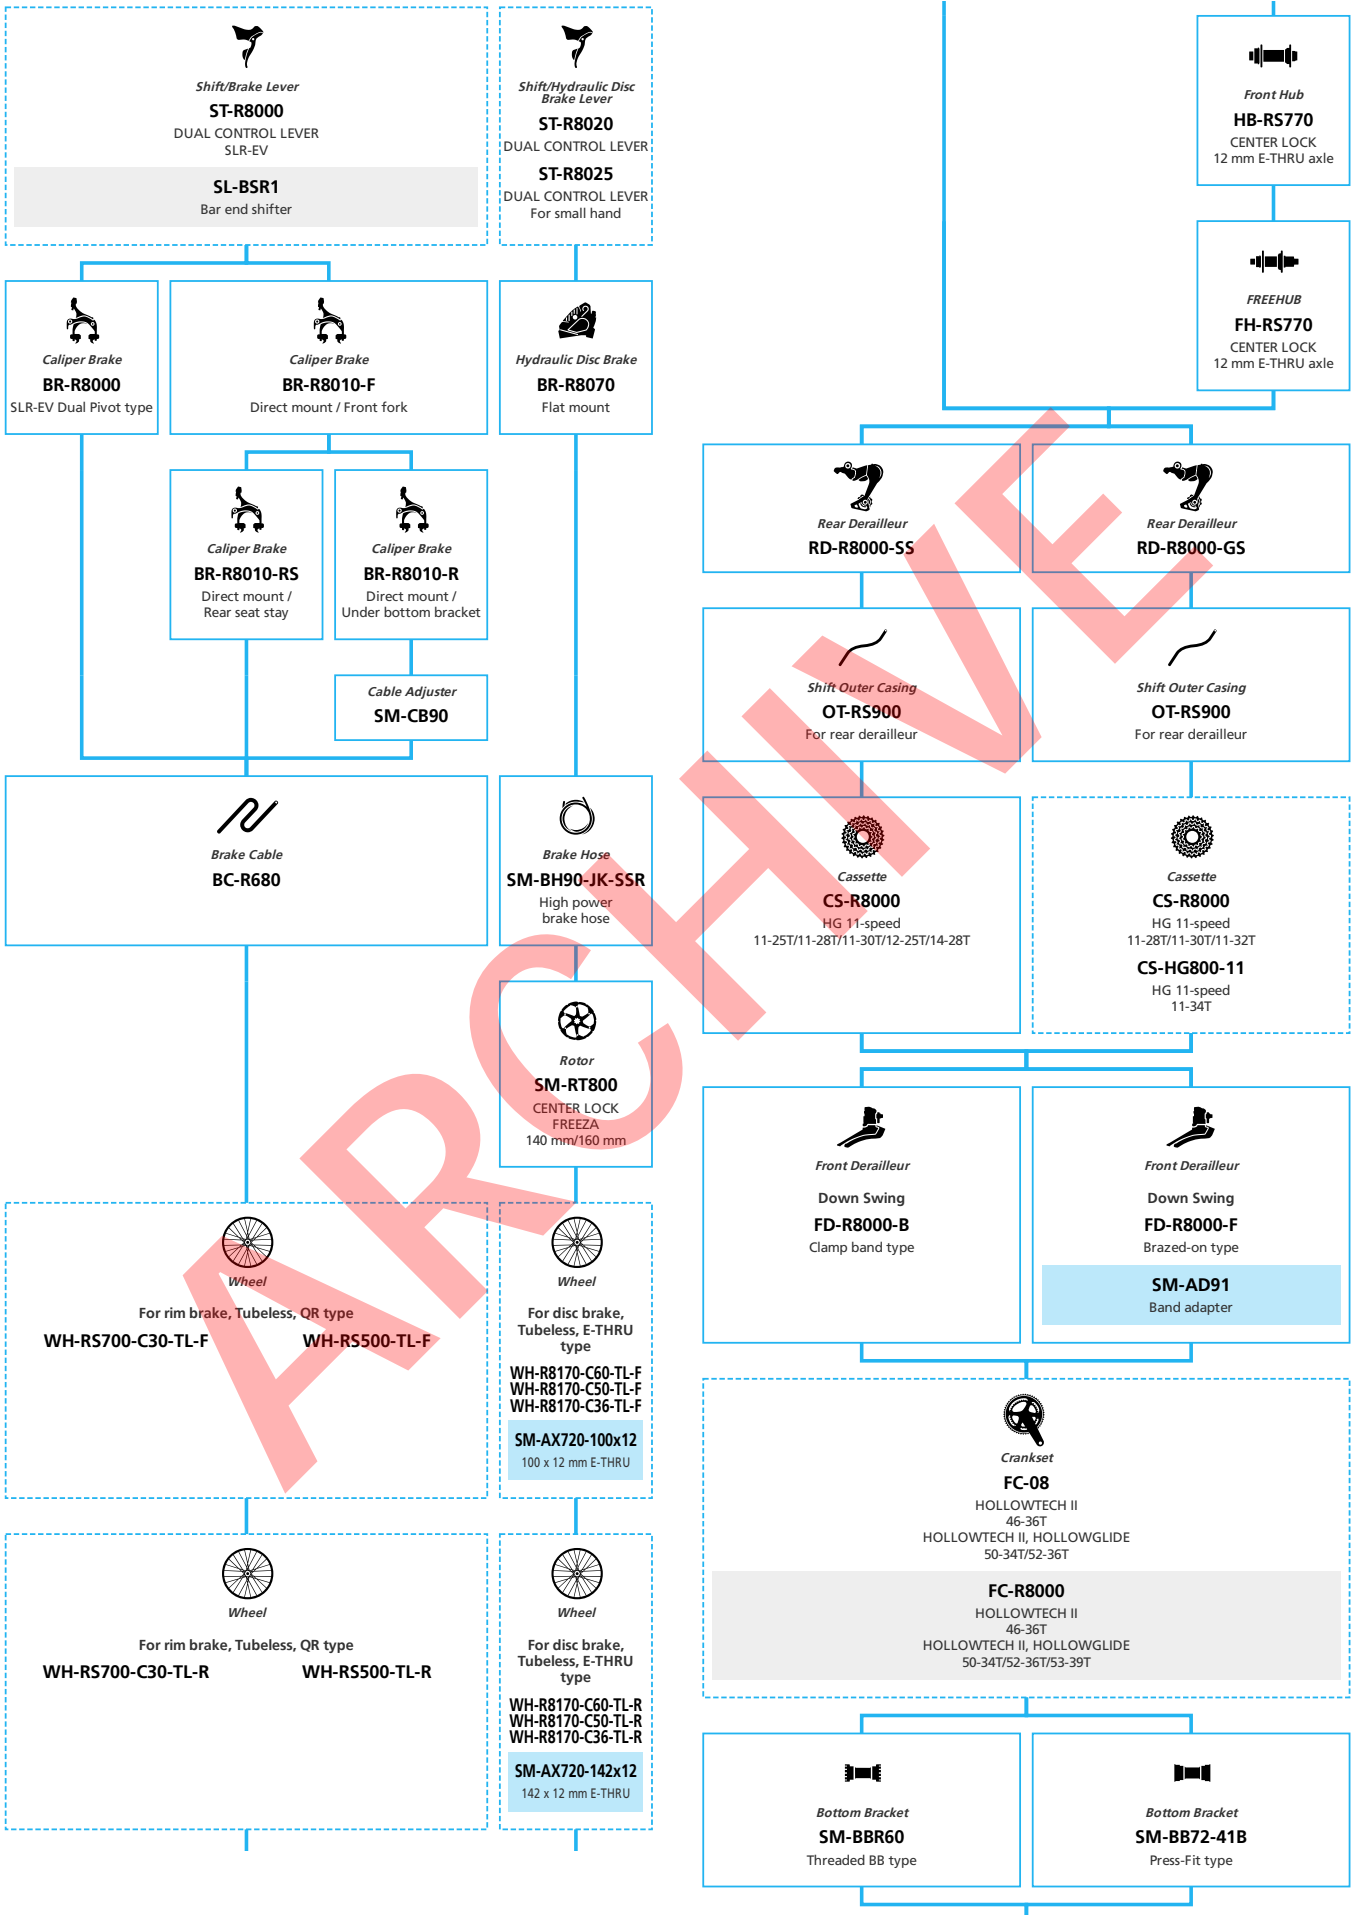 Shift/Brake Lever
ST-R8000
DUAL CONTROL LEVER
SLR-EV
SL-BSR1
Bar end shifter
Shift/Hydraulic Disc
Brake Lever
ST-R8020
DUAL CONTROL LEVER
ST-R8025
DUAL CONTROL LEVER
For small hand
Caliper Brake
BR-R8000
SLR-EV Dual Pivot type
Caliper Brake
BR-R8010-F
Direct mount / Front fork
Hydraulic Disc Brake
BR-R8070
Flat mount
Caliper Brake
BR-R8010-RS
Direct mount /
Rear seat stay
Caliper Brake
BR-R8010-R
Direct mount /
Under bottom bracket
Cable Adjuster
SM-CB90
Brake Cable
BC-R680
Brake Hose
SM-BH90-JK-SSR
High power
brake hose
Rotor
SM-RT800
CENTER LOCK
FREEZA
140 mm/160 mm
Wheel
For rim brake, Tubeless, QR type
WH-RS700-C30-TL-F
WH-RS500-TL-F
Wheel
For disc brake,
Tubeless, E-THRU
type
WH-R8170-C60-TL-F
WH-R8170-C50-TL-F
WH-R8170-C36-TL-F
SM-AX720-100x12
100 x 12 mm E-THRU
Wheel
For rim brake, Tubeless, QR type
WH-RS700-C30-TL-R
WH-RS500-TL-R
Wheel
For disc brake,
Tubeless, E-THRU
type
WH-R8170-C60-TL-R
WH-R8170-C50-TL-R
WH-R8170-C36-TL-R
SM-AX720-142x12
142 x 12 mm E-THRU
Front Hub
HB-RS770
CENTER LOCK
12 mm E-THRU axle
FREEHUB
FH-RS770
CENTER LOCK
12 mm E-THRU axle
Rear Derailleur
RD-R8000-SS
Rear Derailleur
RD-R8000-GS
Shift Outer Casing
OT-RS900
For rear derailleur
Shift Outer Casing
OT-RS900
For rear derailleur
Cassette
CS-R8000
HG 11-speed
11-25T/11-28T/11-30T/12-25T/14-28T
Cassette
CS-R8000
HG 11-speed
11-28T/11-30T/11-32T
CS-HG800-11
HG 11-speed
11-34T
Front Derailleur
Down Swing
FD-R8000-B
Clamp band type
Front Derailleur
Down Swing
FD-R8000-F
Brazed-on type
SM-AD91
Band adapter
Crankset
FC-08
HOLLOWTECH II
46-36T
HOLLOWTECH II, HOLLOWGLIDE
50-34T/52-36T
FC-R8000
HOLLOWTECH II
46-36T
HOLLOWTECH II, HOLLOWGLIDE
50-34T/52-36T/53-39T
Bottom Bracket
SM-BBR60
Threaded BB type
Bottom Bracket
SM-BB72-41B
Press-Fit type
ARCHIVE